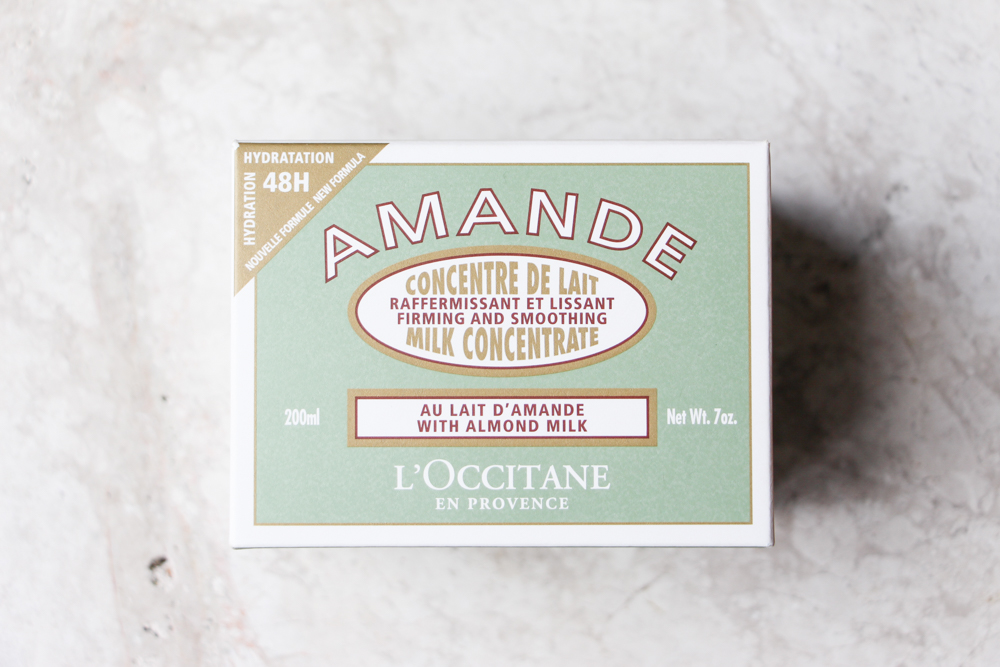 HYDRATATION
48H
HYDRATION
NOUVELLE FORMULE NEW FORMULA
AMANDE
CONCENTRE DE LAIT
RAFFERMISSANT ET LISSANT
FIRMING AND SMOOTHING
MILK CONCENTRATE
200ml
AU LAIT D'AMANDE
WITH ALMOND MILK
Net Wt. 7oz.
L'OCCITANE
EN PROVENCE